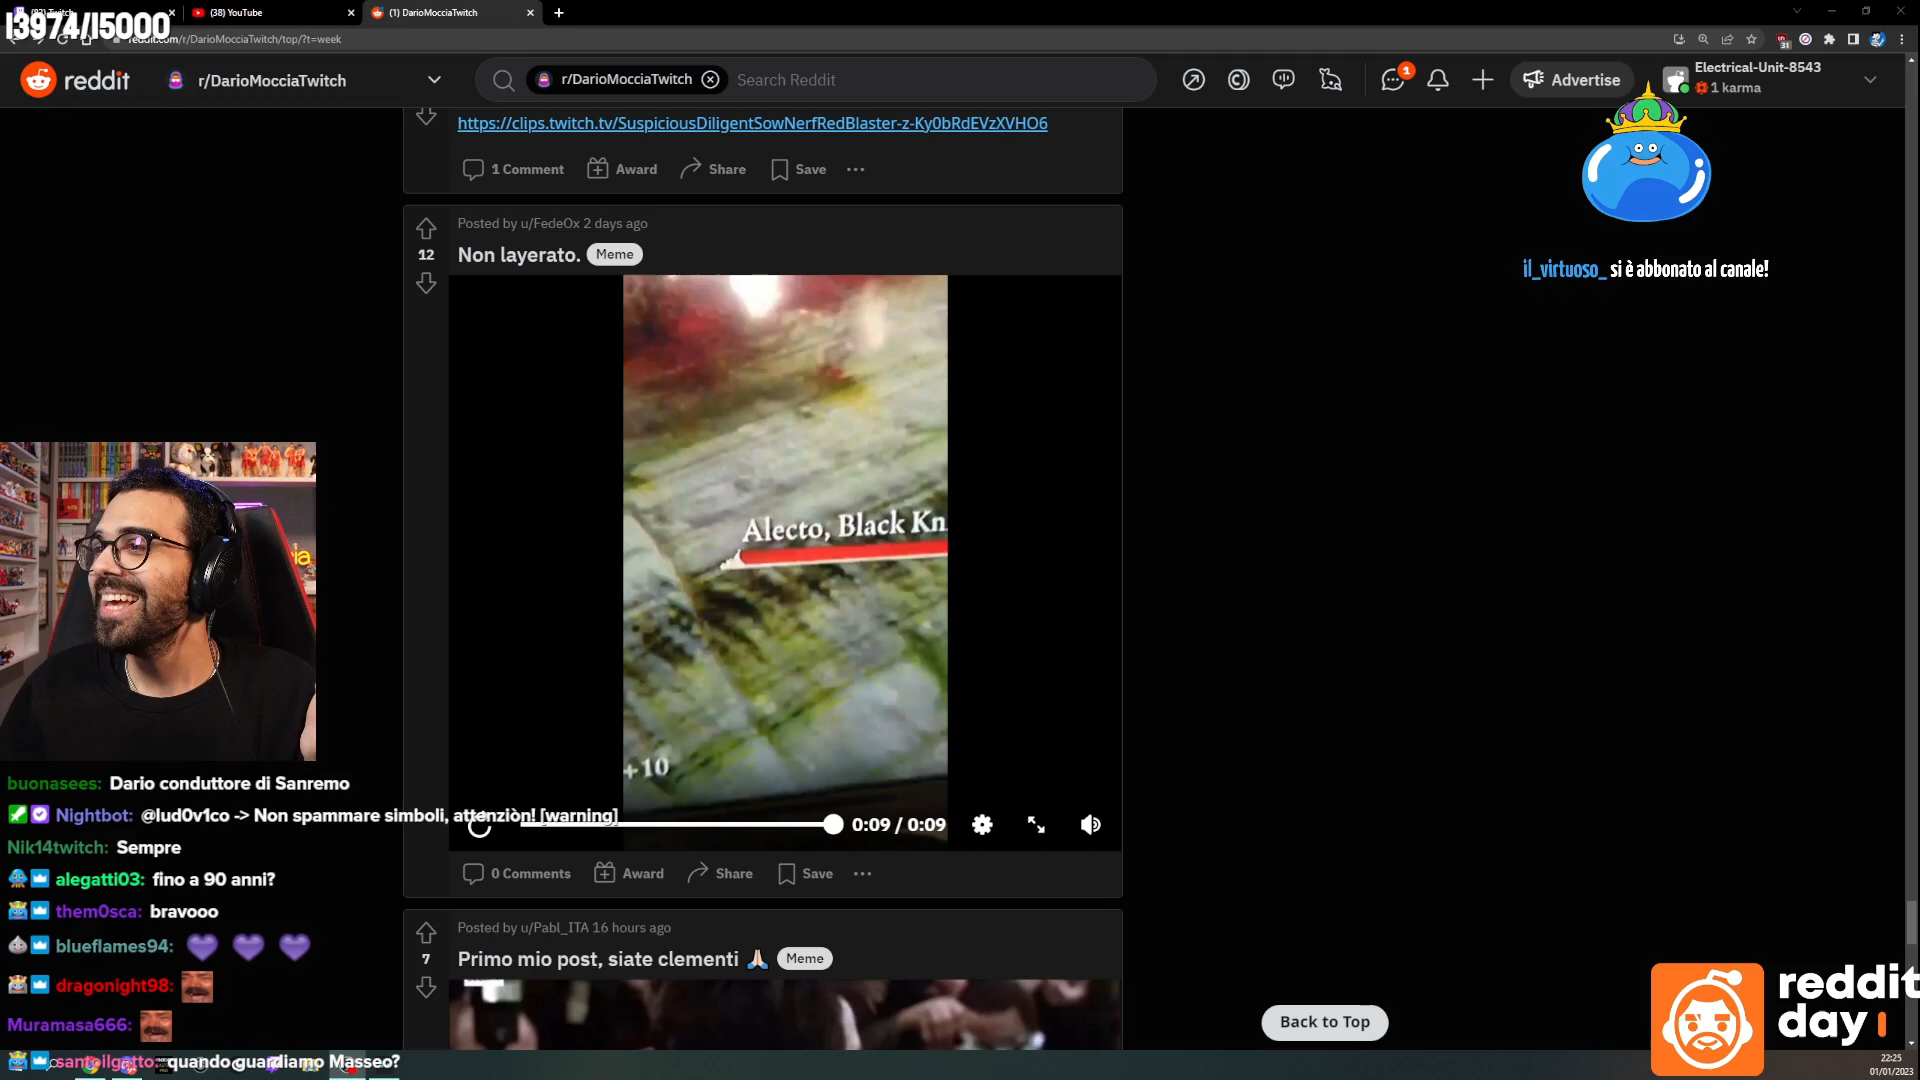 13974/15000
(38) YouTube
(1) DarioMocciaTwitch
reddit.com/r/DarioMocciaTwitch/top/?t=week
31
reddit
r/DarioMocciaTwitch
r/DarioMocciaTwitch
Search Reddit
1
Advertise
Electrical-Unit-8543
1 karma
https://clips.twitch.tv/SuspiciousDiligentSowNerfRedBlaster-z-Ky0bRdEVzXVHO6
1 Comment
Award
Share
Save
Posted by u/FedeOx 2 days ago
12
Non layerato.
Meme
il_virtuoso_ si è abbonato al canale!
Alecto, Black Kn
+10
0:09 / 0:09
0 Comments
Award
Share
Save
Posted by u/Pabl_ITA 16 hours ago
7
Primo mio post, siate clementi
Meme
Back to Top
buonasees: Dario conduttore di Sanremo
Nightbot: @lud0v1co -> Non spammare simboli, attenziòn! [warning]
Nik14twitch: Sempre
alegatti03: fino a 90 anni?
them0sca: bravooo
blueflames94:
dragonight98:
Muramasa666:
quando guardiamo Masseo?
reddit
day
22:25
01/01/2023